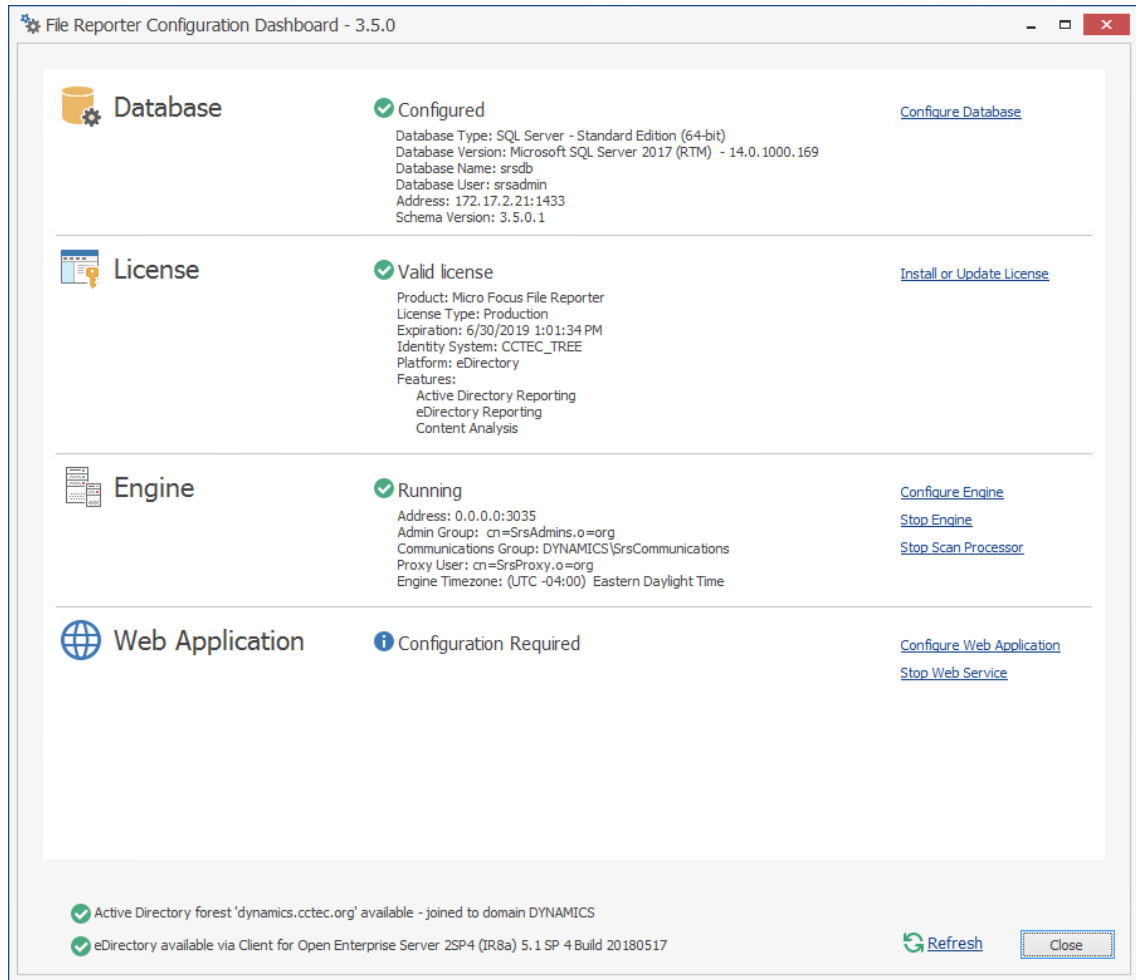 File Reporter Configuration Dashboard - 3.5.0
Database
Configured
Configure Database
Database Type: SQL Server - Standard Edition (64-bit)
Database Version: Microsoft SQL Server 2017 (RTM)  - 14.0.1000.169
Database Name: srsdb
Database User: srsadmin
Address: 172.17.2.21:1433
Schema Version: 3.5.0.1
License
Valid license
Install or Update License
Product: Micro Focus File Reporter
License Type: Production
Expiration: 6/30/2019 1:01:34 PM
Identity System: CCTEC_TREE
Platform: eDirectory
Features:
Active Directory Reporting
eDirectory Reporting
Content Analysis
Engine
Running
Configure Engine
Stop Engine
Stop Scan Processor
Address: 0.0.0.0:3035
Admin Group:  cn=SrsAdmins.o=org
Communications Group: DYNAMICS\SrsCommunications
Proxy User: cn=SrsProxy.o=org
Engine Timezone: (UTC -04:00)  Eastern Daylight Time
Web Application
Configuration Required
Configure Web Application
Stop Web Service
Active Directory forest 'dynamics.cctec.org' available - joined to domain DYNAMICS
eDirectory available via Client for Open Enterprise Server 2SP4 (IR8a) 5.1 SP 4 Build 20180517
Refresh
Close